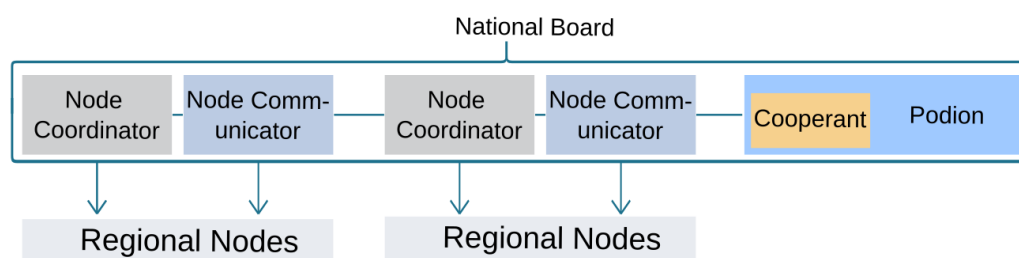 National Board
Node
Coordinator
Node Comm-
unicator
Node
Coordinator
Node Comm-
unicator
Cooperant
Podion
Regional Nodes
Regional Nodes